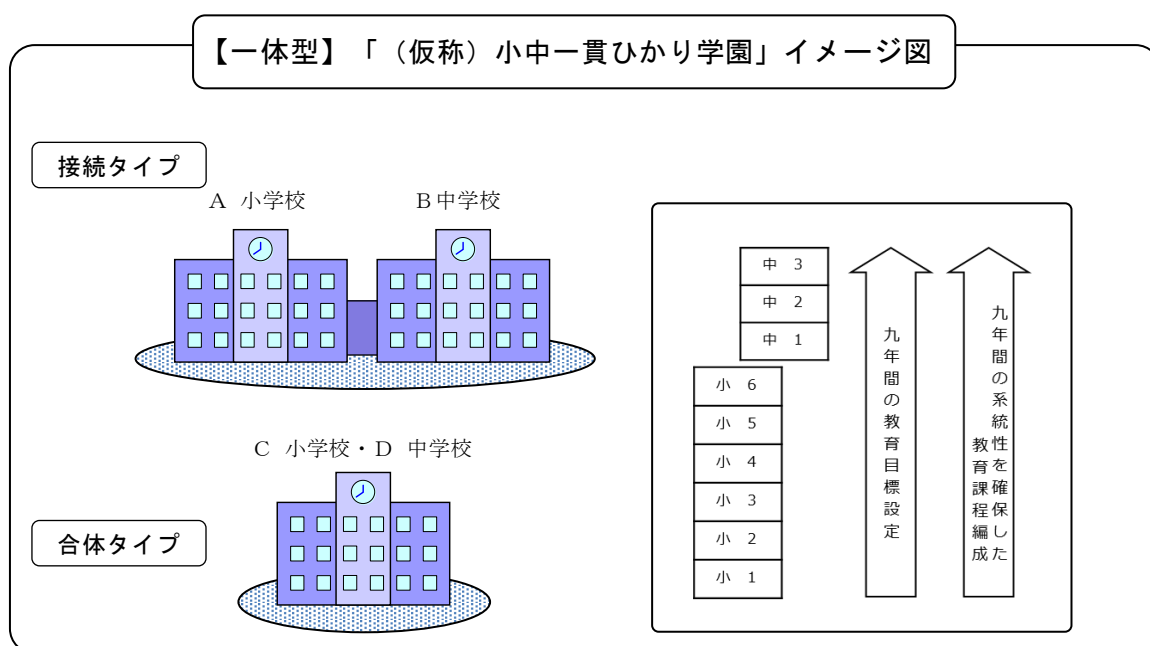 【一体型】「（仮称）小中一貫ひかり学園」イメージ図
接続タイプ
Ａ 小学校
Ｂ中学校
Ｃ 小学校・Ｄ 中学校
合体タイプ
中 3
中 2
中 1
小 6
小 5
小 4
小 3
小 2
小 1
九年間の教育目標設定
九年間の系統性を確保した
教育課程編成